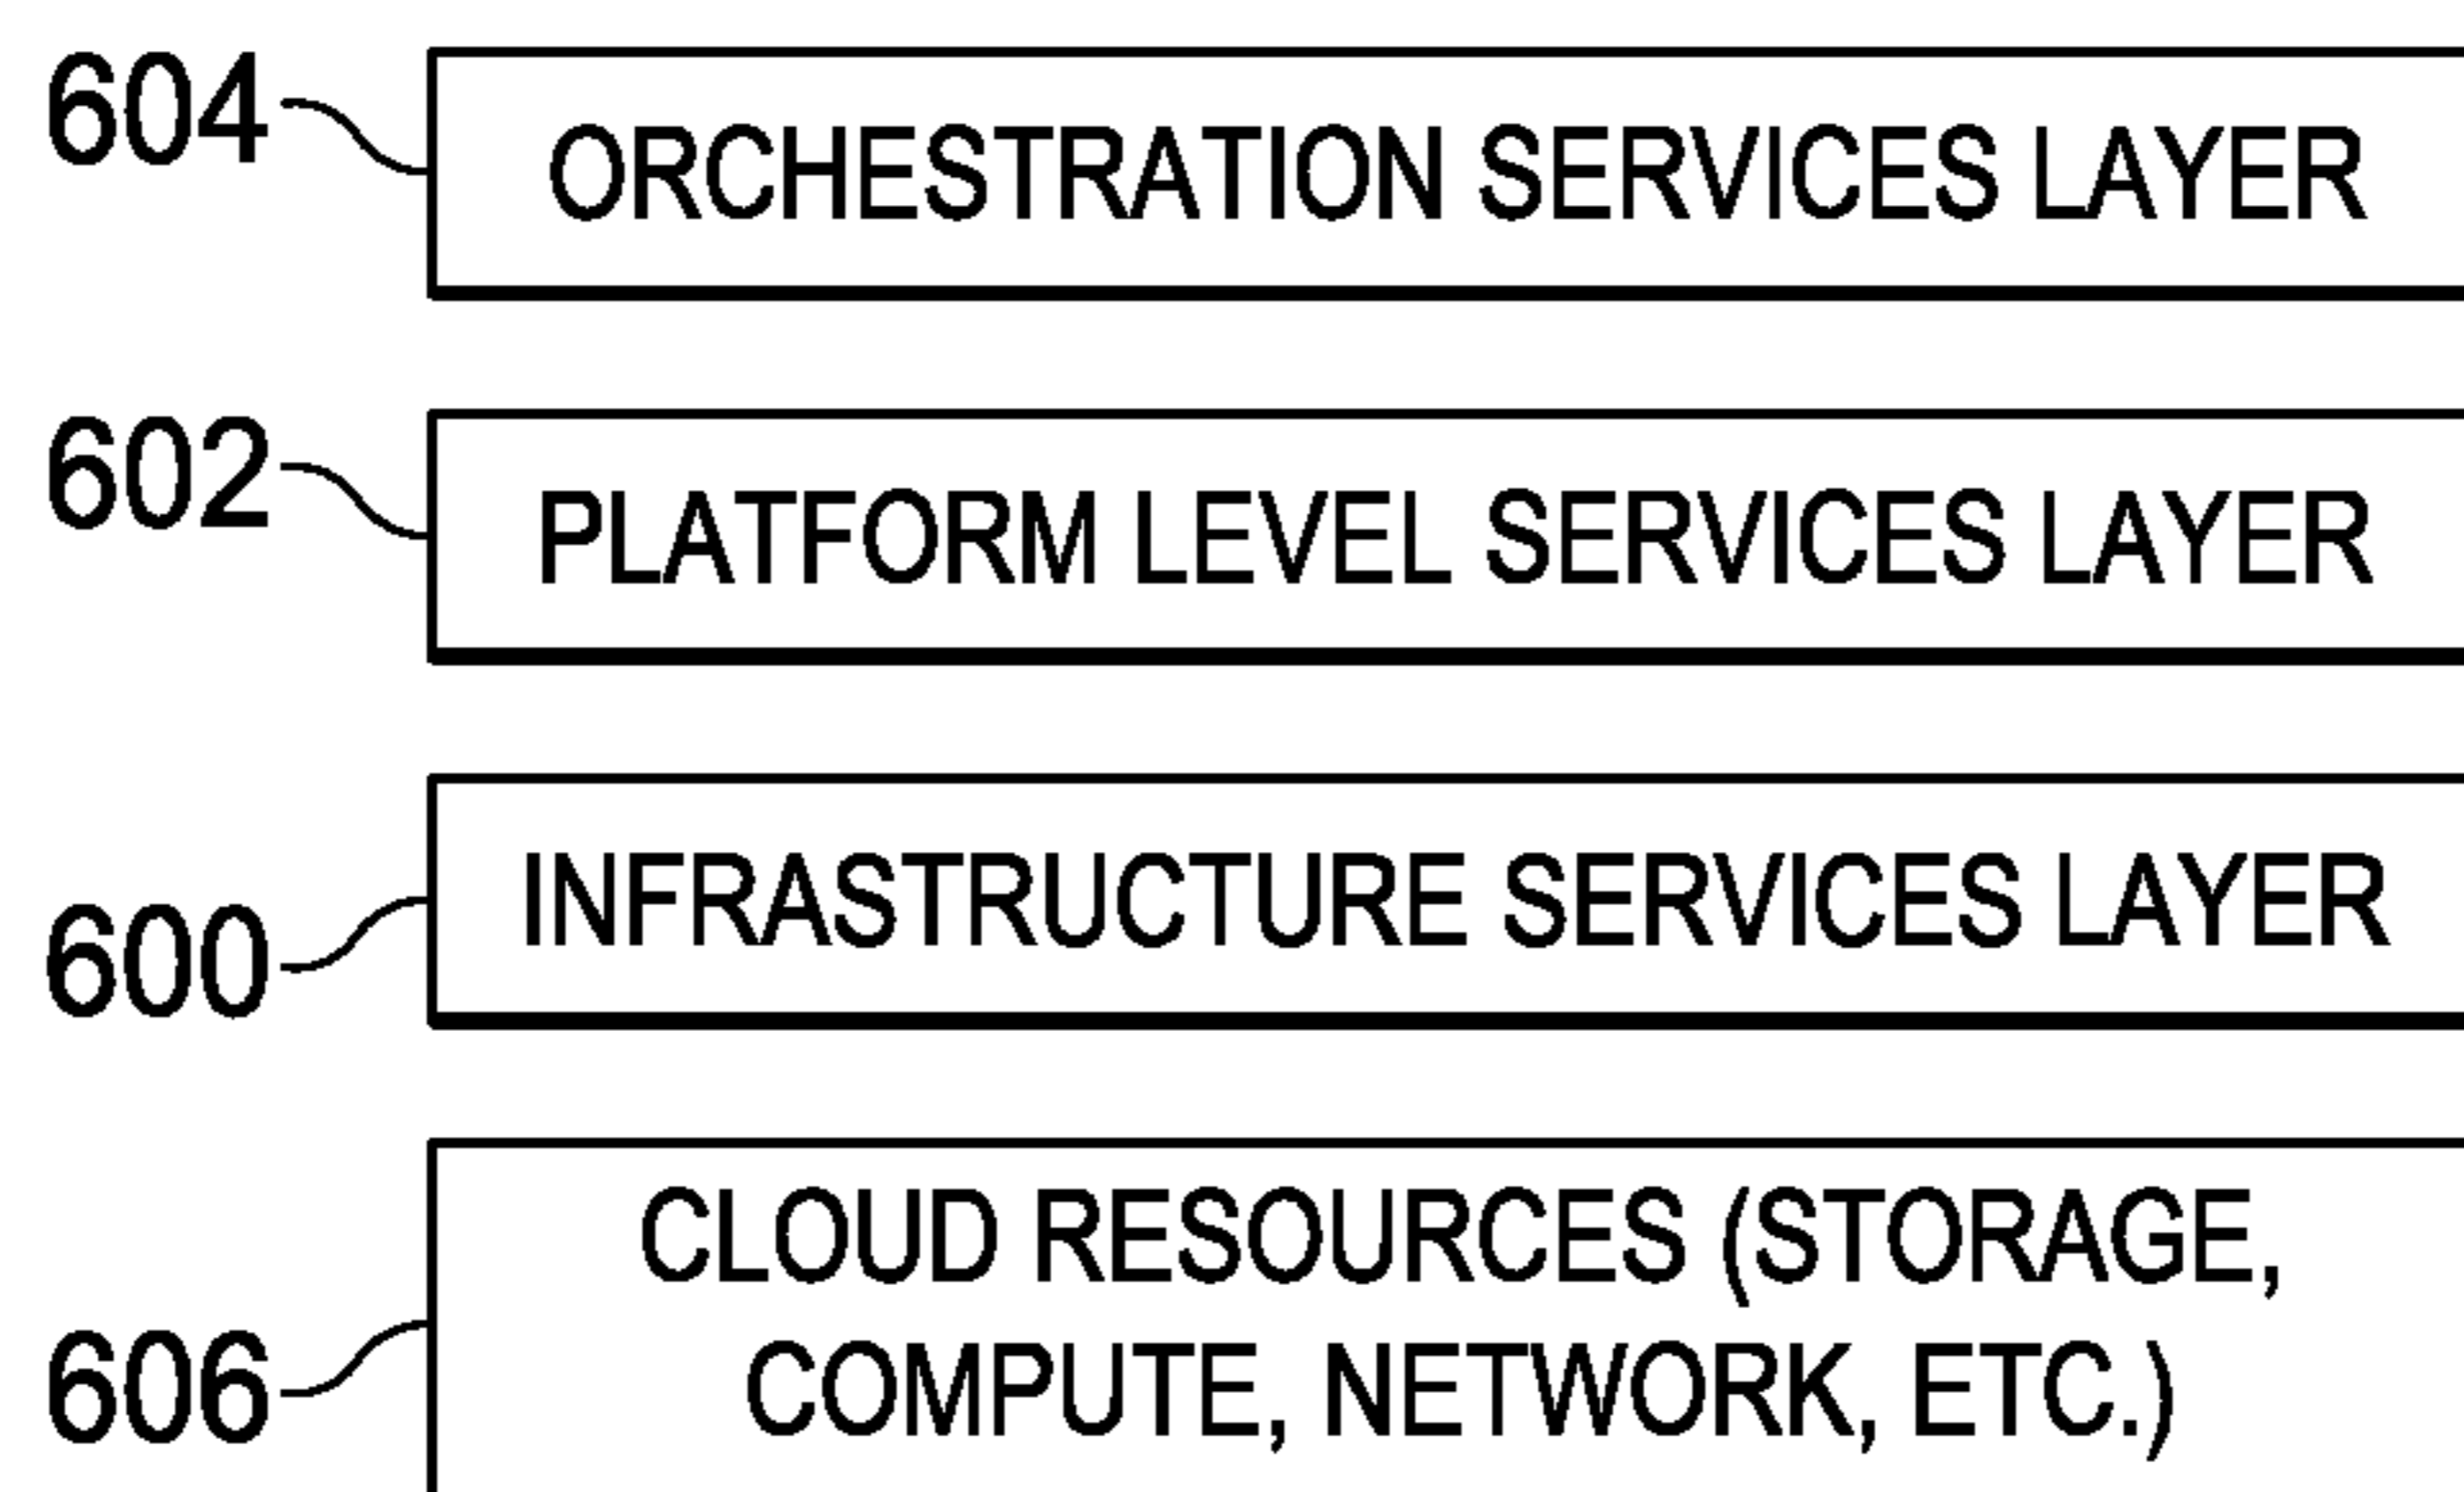 604
ORCHESTRATION SERVICES LAYER
602
PLATFORM LEVEL SERVICES LAYER
600
INFRASTRUCTURE SERVICES LAYER
606
CLOUD RESOURCES (STORAGE,
COMPUTE, NETWORK, ETC.)